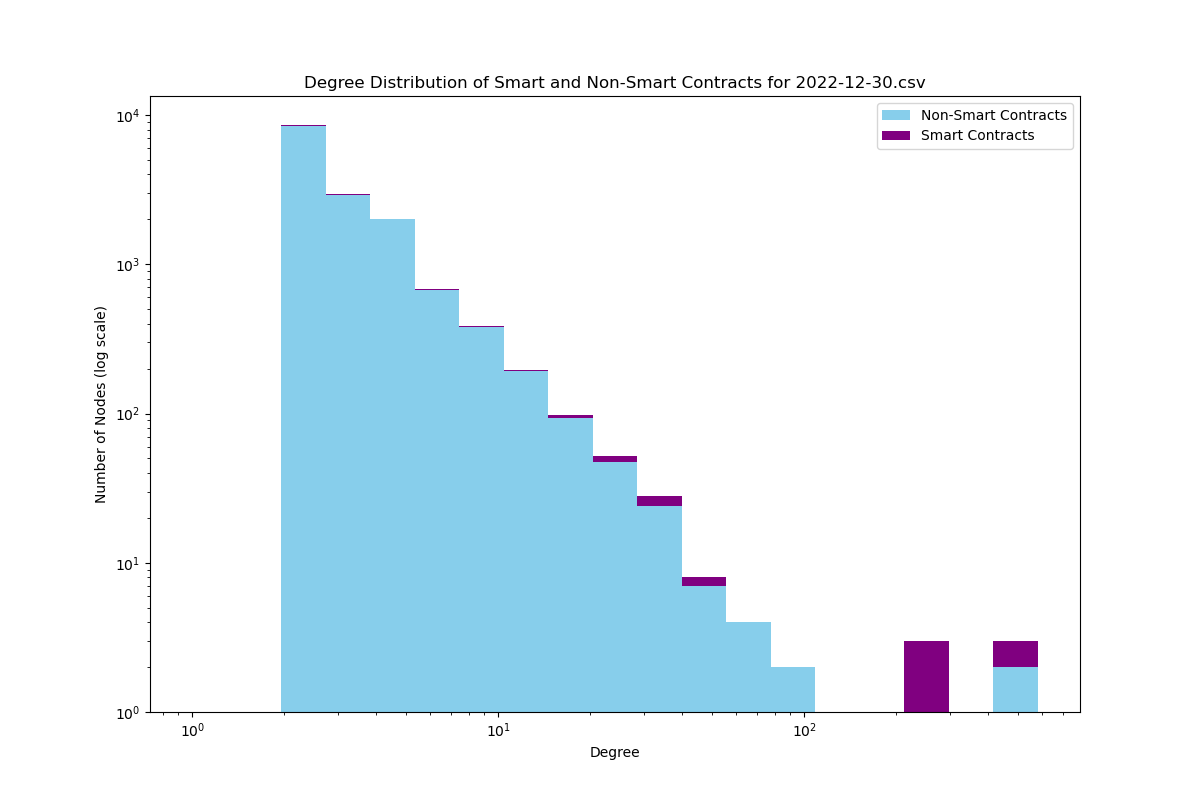 Degree Distribution of Smart and Non-Smart Contracts for 2022-12-30.csv
Non-Smart Contracts
Smart Contracts
Number of Nodes (log scale)
10⁴
10³
10²
10¹
10⁰
10⁰ 10¹ 10²
Degree